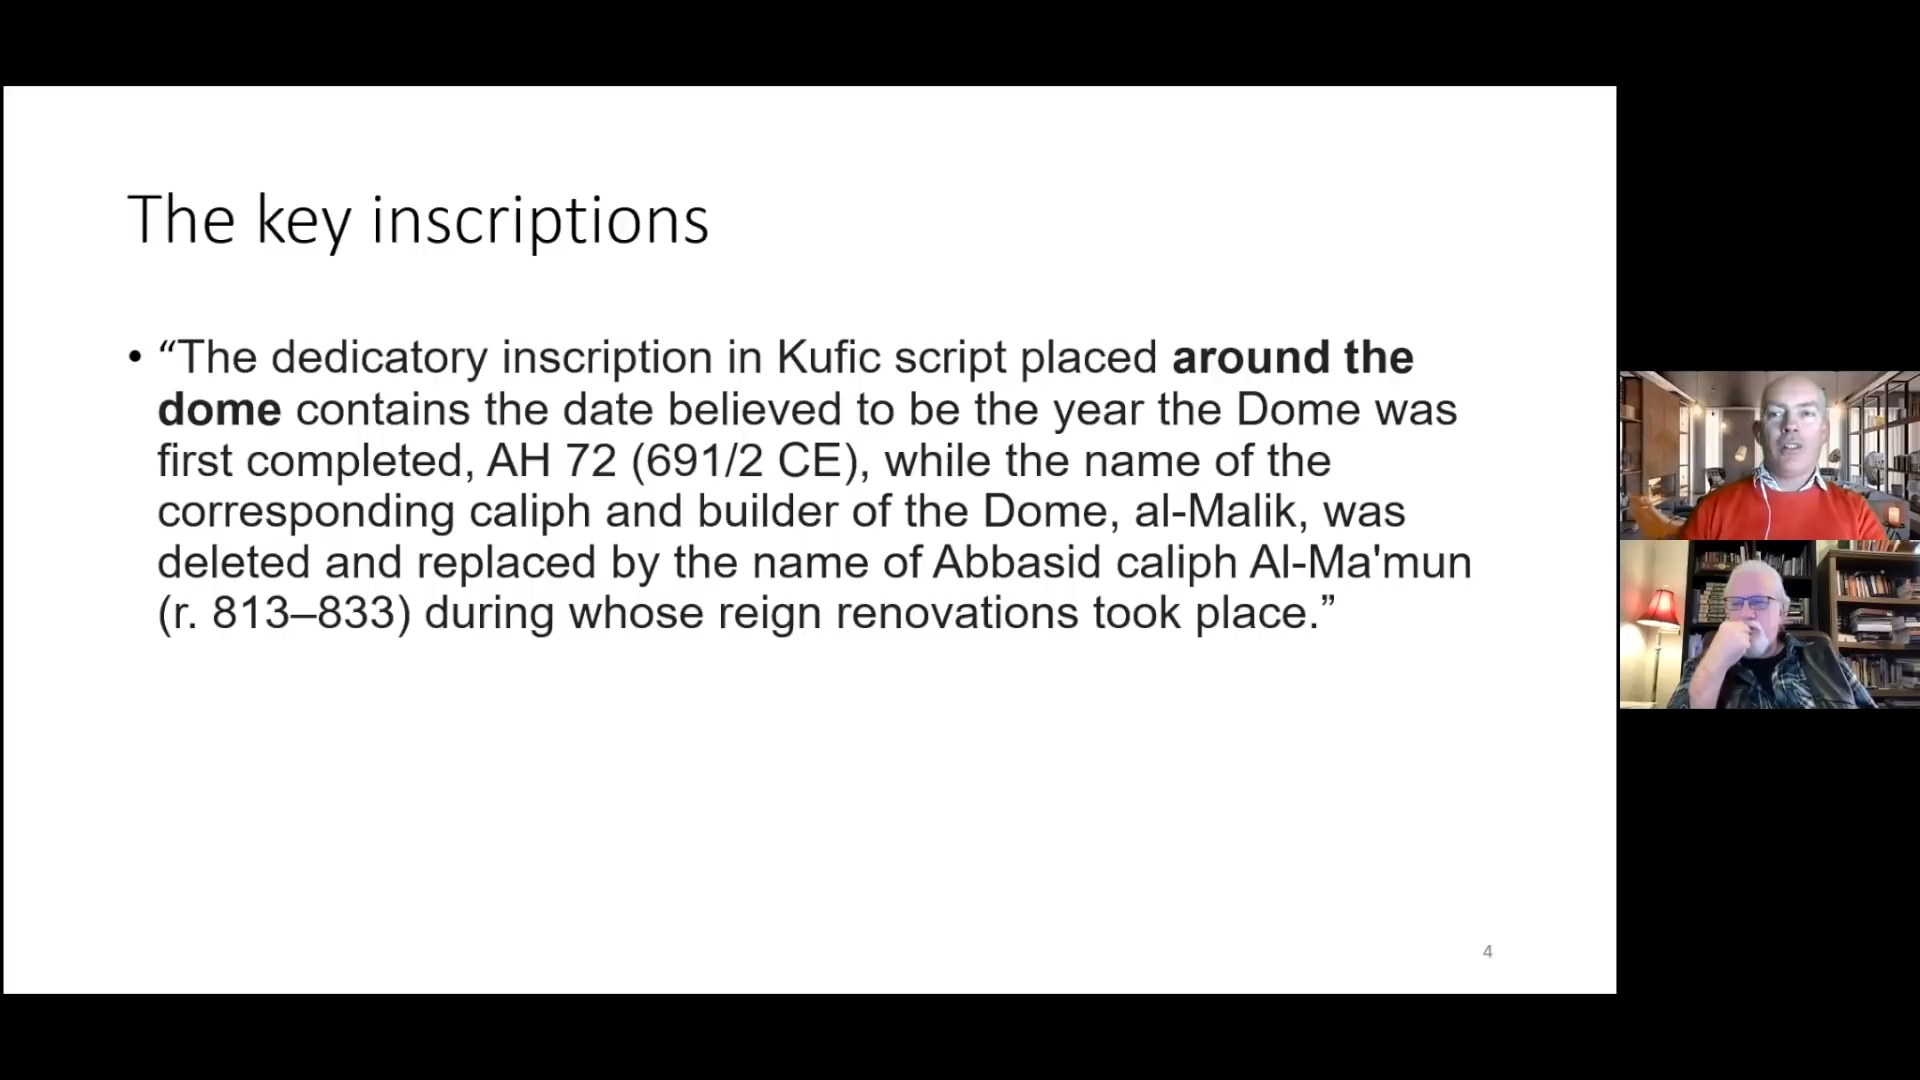 The key inscriptions
• “The dedicatory inscription in Kufic script placed around the
dome contains the date believed to be the year the Dome was
first completed, AH 72 (691/2 CE), while the name of the
corresponding caliph and builder of the Dome, al-Malik, was
deleted and replaced by the name of Abbasid caliph Al-Ma'mun
(r. 813–833) during whose reign renovations took place.”
4